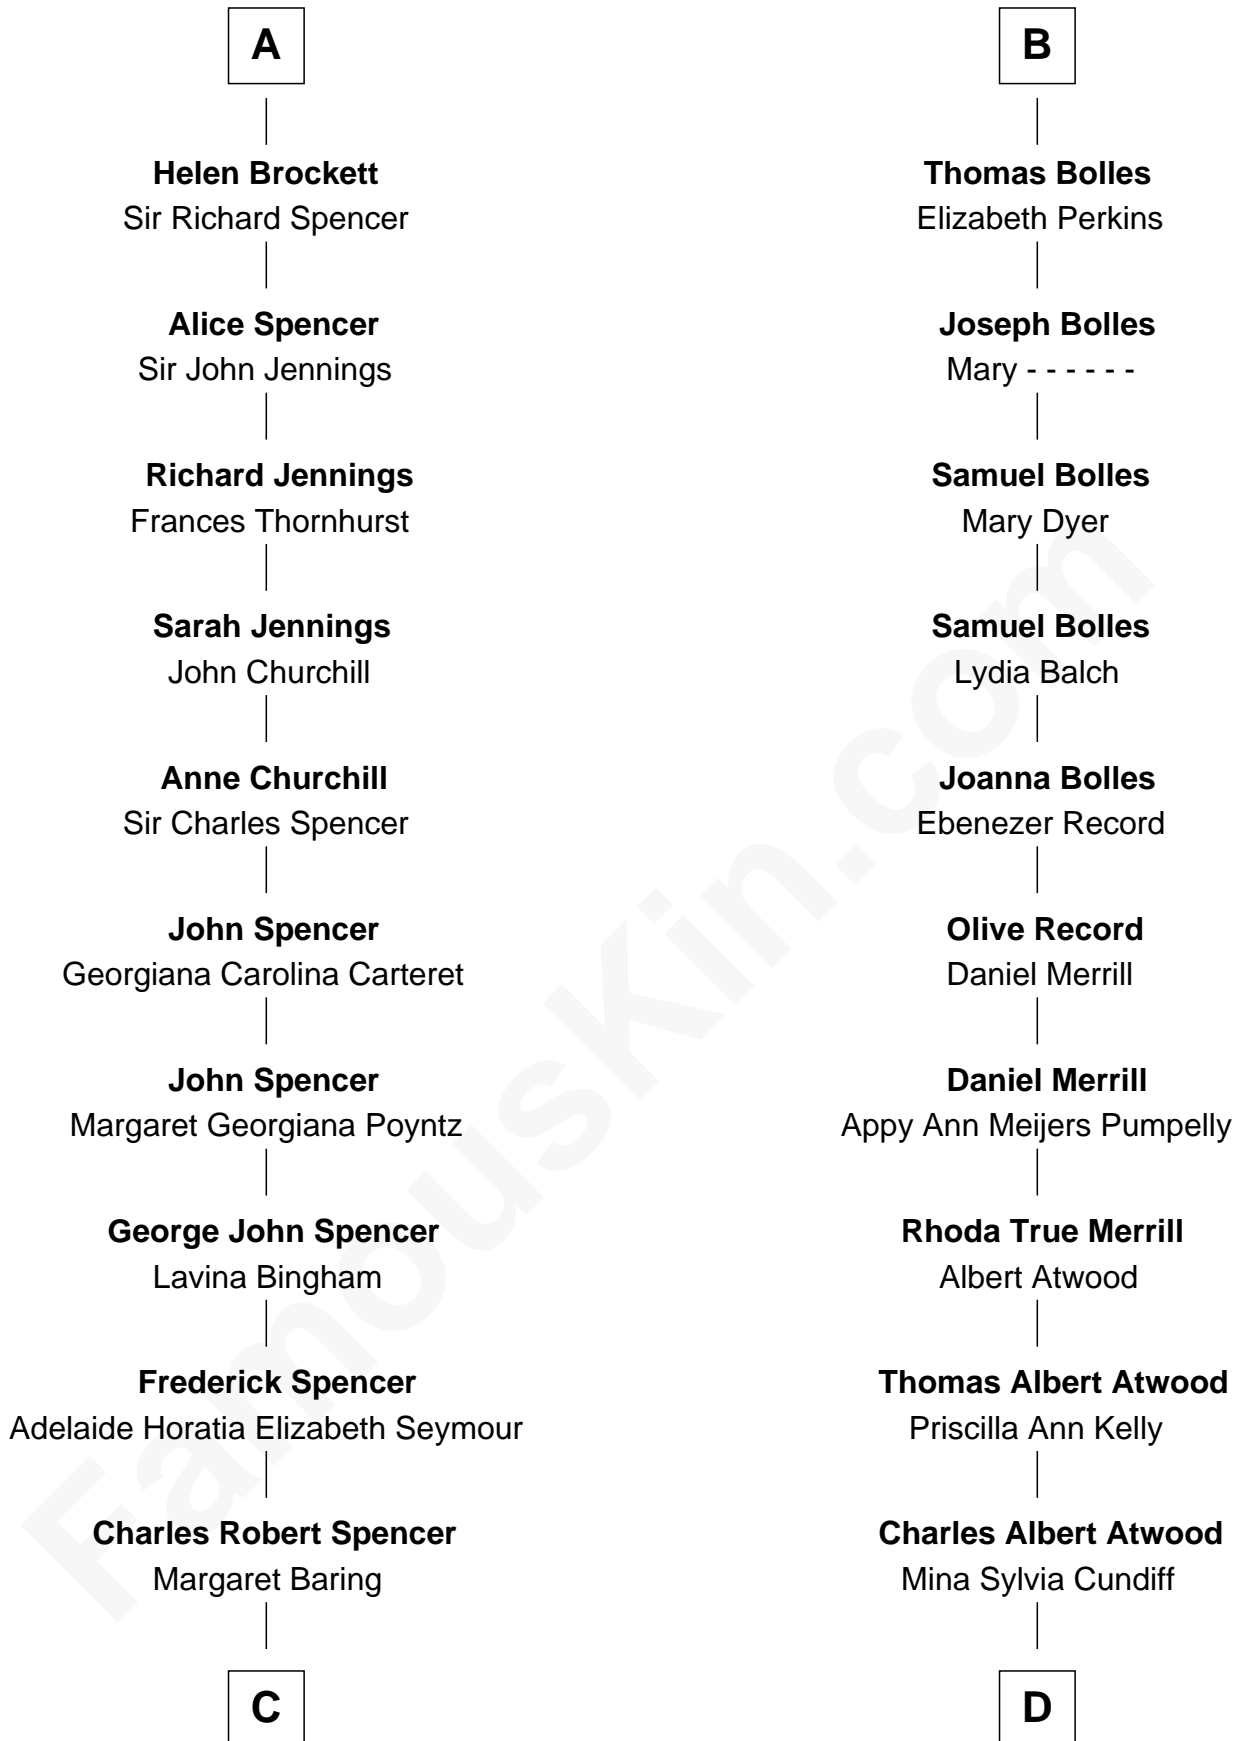 A
Helen Brockett
Sir Richard Spencer
Alice Spencer
Sir John Jennings
Richard Jennings
Frances Thornhurst
Sarah Jennings
John Churchill
Anne Churchill
Sir Charles Spencer
John Spencer
Georgiana Carolina Carteret
John Spencer
Margaret Georgiana Poyntz
George John Spencer
Lavina Bingham
Frederick Spencer
Adelaide Horatia Elizabeth Seymour
Charles Robert Spencer
Margaret Baring
C
B
Thomas Bolles
Elizabeth Perkins
Joseph Bolles
Mary - - - - - -
Samuel Bolles
Mary Dyer
Samuel Bolles
Lydia Balch
Joanna Bolles
Ebenezer Record
Olive Record
Daniel Merrill
Daniel Merrill
Appy Ann Meijers Pumpelly
Rhoda True Merrill
Albert Atwood
Thomas Albert Atwood
Priscilla Ann Kelly
Charles Albert Atwood
Mina Sylvia Cundiff
D
FamousKin.com